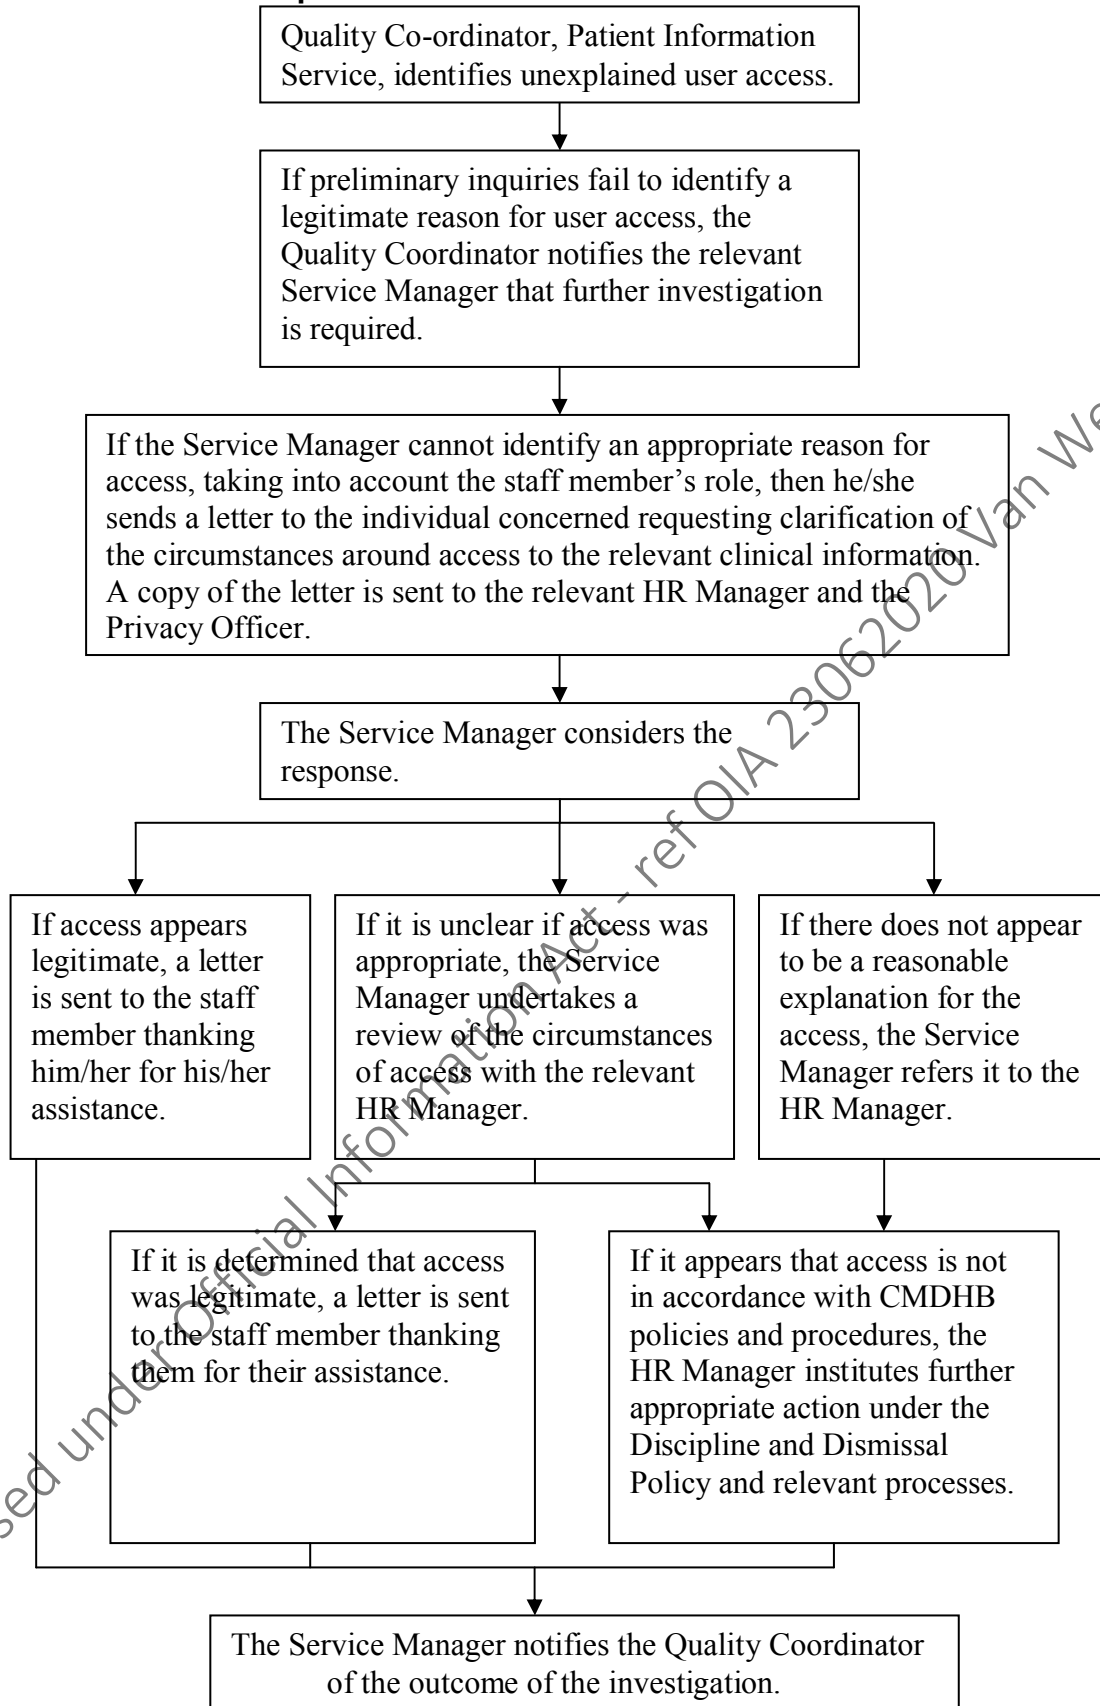 Quality Co-ordinator, Patient Information
Service, identifies unexplained user access.
If preliminary inquiries fail to identify a
legitimate reason for user access, the
Quality Coordinator notifies the relevant
Service Manager that further investigation
is required.
If the Service Manager cannot identify an appropriate reason for
access, taking into account the staff member’s role, then he/she
sends a letter to the individual concerned requesting clarification of
the circumstances around access to the relevant clinical information.
A copy of the letter is sent to the relevant HR Manager and the
Privacy Officer.
The Service Manager considers the
response.
If access appears
legitimate, a letter
is sent to the staff
member thanking
him/her for his/her
assistance.
If it is unclear if access was
appropriate, the Service
Manager undertakes a
review of the circumstances
of access with the relevant
HR Manager.
If there does not appear
to be a reasonable
explanation for the
access, the Service
Manager refers it to the
HR Manager.
If it is determined that access
was legitimate, a letter is sent
to the staff member thanking
them for their assistance.
If it appears that access is not
in accordance with CMDHB
policies and procedures, the
HR Manager institutes further
appropriate action under the
Discipline and Dismissal
Policy and relevant processes.
The Service Manager notifies the Quality Coordinator
of the outcome of the investigation.
under Official Information Act - ref OIA 23062020 Van